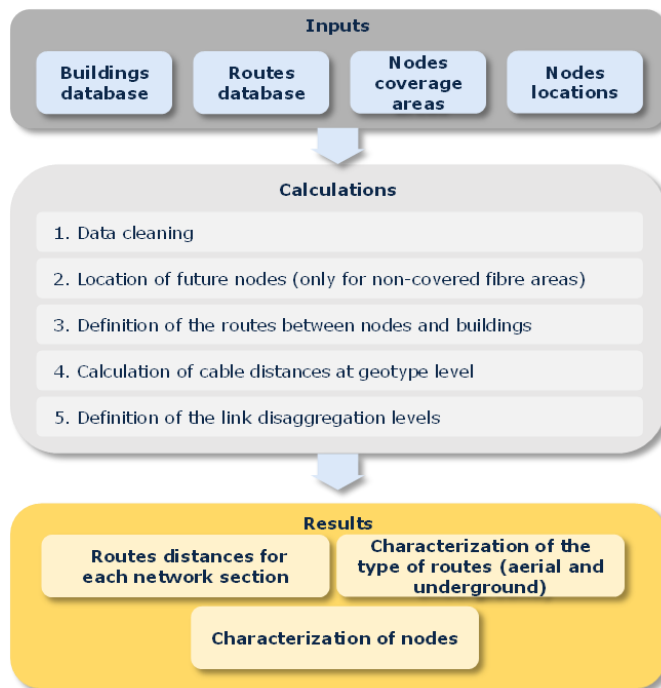 Inputs
Buildings
database
Routes
database
Nodes
coverage
areas
Nodes
locations
Calculations
1. Data cleaning
2. Location of future nodes (only for non-covered fibre areas)
3. Definition of the routes between nodes and buildings
4. Calculation of cable distances at geotype level
5. Definition of the link disaggregation levels
Results
Routes distances for
each network section
Characterization of the
type of routes (aerial and
underground)
Characterization of nodes